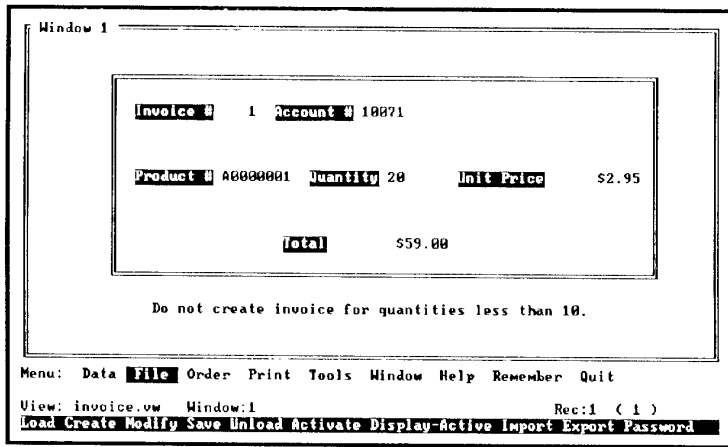 Window 1
Invoice # 1 Account # 10071
Product # A0000001 Quantity 20 Unit Price $2.95
Total $59.00
Do not create invoice for quantities less than 10.
Menu: Data File Order Print Tools Window Help Remember Quit
View: invoice.vw Window:1 Rec:1 ( 1 )
Load Create Modify Save Unload Activate Display-Active Import Export Password